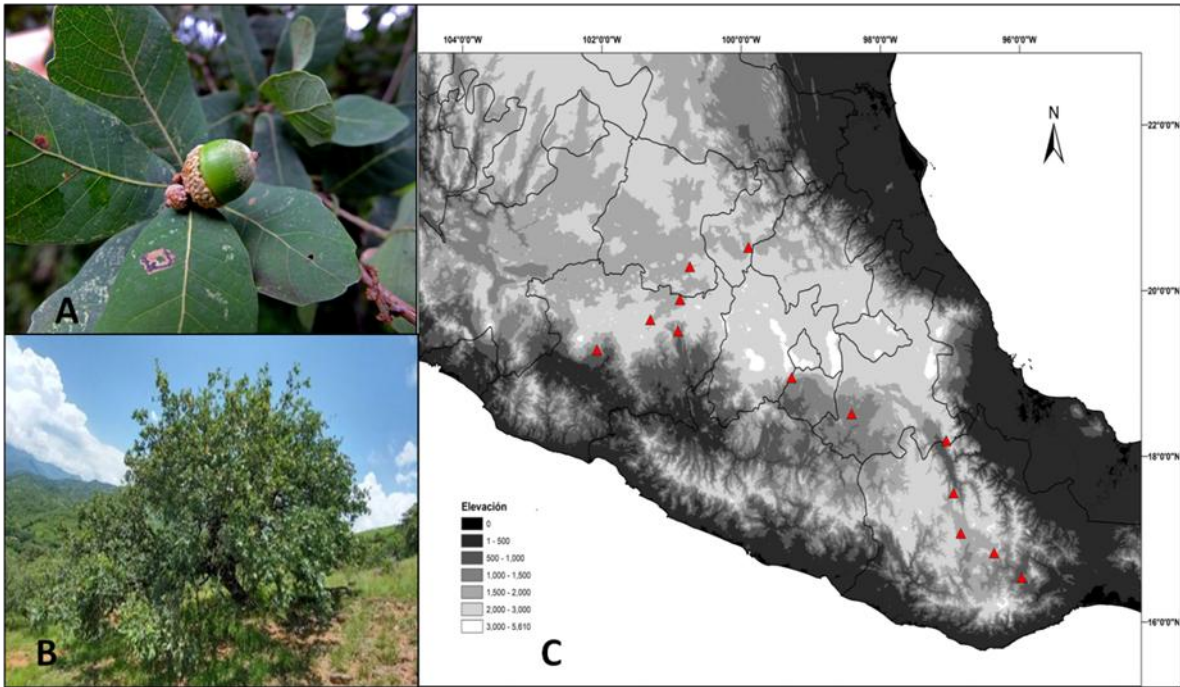 A
B
C
104°0'0"W 102°0'0"W 100°0'0"W 98°0'0"W 96°0'0"W
N
22°0'0"N
20°0'0"N
18°0'0"N
16°0'0"N
Elevación
0
1 - 500
500 - 1,000
1,000 - 1,500
1,500 - 2,000
2,000 - 3,000
3,000 - 5,610